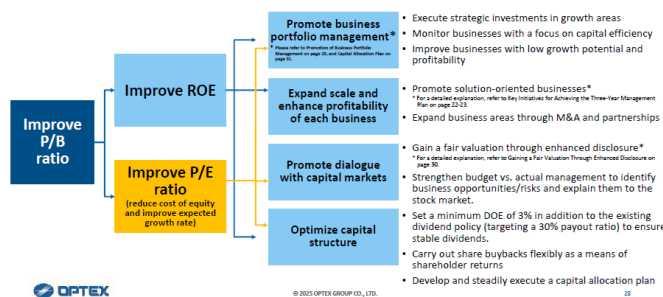 Improve
P/B
ratio
Improve ROE
Improve P/E
ratio
(reduce cost of
equity and improve expected
growth rate)
Promote business
portfolio management*
* Please refer to Promotion of Business Portfolio
Management on page 29, and Capital Allocation Plan on
page 31.
Expand scale and
enhance profitability
of each business
Promote dialogue
with capital markets
Optimize capital
structure
• Execute strategic investments in growth areas
• Monitor businesses with a focus on capital efficiency
• Improve businesses with low growth potential and
profitability
• Promote solution-oriented businesses*
* For a detailed explanation, refer to Key Initiatives for Achieving the Three-Year Management
Plan on page 22-23.
• Expand business areas through M&A and partnerships
• Gain a fair valuation through enhanced disclosure*
* For a detailed explanation, refer to Gaining a Fair Valuation Through Enhanced Disclosure on
page 30.
• Strengthen budget vs. actual management to identify
business opportunities/risks and explain them to the
stock market.
• Set a minimum DOE of 3% in addition to the existing
dividend policy (targeting a 30% payout ratio) to ensure
stable dividends.
• Carry out share buybacks flexibly as a means of
shareholder returns
• Develop and steadily execute a capital allocation plan
OPTEX
© 2025 OPTEX GROUP CO., LTD.
28